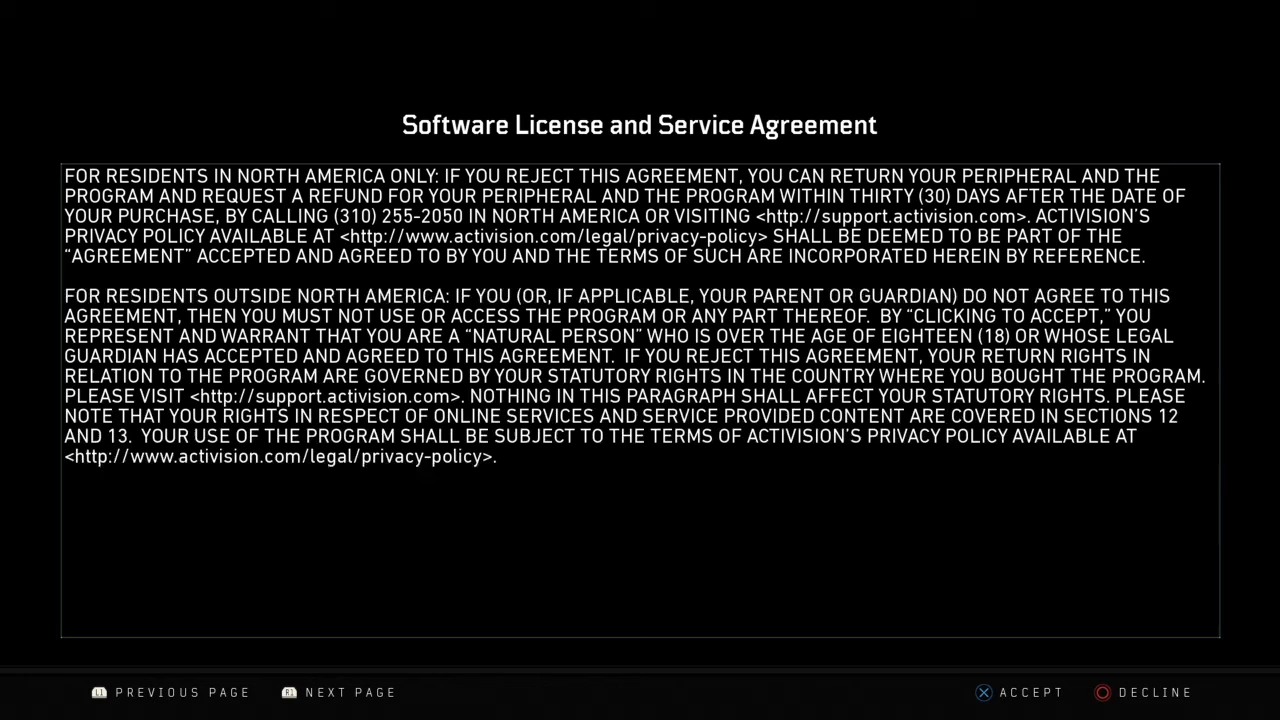 Software License and Service Agreement
FOR RESIDENTS IN NORTH AMERICA ONLY: IF YOU REJECT THIS AGREEMENT, YOU CAN RETURN YOUR PERIPHERAL AND THE
PROGRAM AND REQUEST A REFUND FOR YOUR PERIPHERAL AND THE PROGRAM WITHIN THIRTY (30) DAYS AFTER THE DATE OF
YOUR PURCHASE, BY CALLING (310) 255-2050 IN NORTH AMERICA OR VISITING <http://support.activision.com>. ACTIVISION'S
PRIVACY POLICY AVAILABLE AT <http://www.activision.com/legal/privacy-policy> SHALL BE DEEMED TO BE PART OF THE
“AGREEMENT” ACCEPTED AND AGREED TO BY YOU AND THE TERMS OF SUCH ARE INCORPORATED HEREIN BY REFERENCE.
FOR RESIDENTS OUTSIDE NORTH AMERICA: IF YOU (OR, IF APPLICABLE, YOUR PARENT OR GUARDIAN) DO NOT AGREE TO THIS
AGREEMENT, THEN YOU MUST NOT USE OR ACCESS THE PROGRAM OR ANY PART THEREOF.  BY “CLICKING TO ACCEPT,” YOU
REPRESENT AND WARRANT THAT YOU ARE A “NATURAL PERSON” WHO IS OVER THE AGE OF EIGHTEEN (18) OR WHOSE LEGAL
GUARDIAN HAS ACCEPTED AND AGREED TO THIS AGREEMENT.  IF YOU REJECT THIS AGREEMENT, YOUR RETURN RIGHTS IN
RELATION TO THE PROGRAM ARE GOVERNED BY YOUR STATUTORY RIGHTS IN THE COUNTRY WHERE YOU BOUGHT THE PROGRAM.
PLEASE VISIT <http://support.activision.com>. NOTHING IN THIS PARAGRAPH SHALL AFFECT YOUR STATUTORY RIGHTS. PLEASE
NOTE THAT YOUR RIGHTS IN RESPECT OF ONLINE SERVICES AND SERVICE PROVIDED CONTENT ARE COVERED IN SECTIONS 12
AND 13.  YOUR USE OF THE PROGRAM SHALL BE SUBJECT TO THE TERMS OF ACTIVISION'S PRIVACY POLICY AVAILABLE AT
<http://www.activision.com/legal/privacy-policy>.
L1 PREVIOUS PAGE R1 NEXT PAGE ACCEPT DECLINE